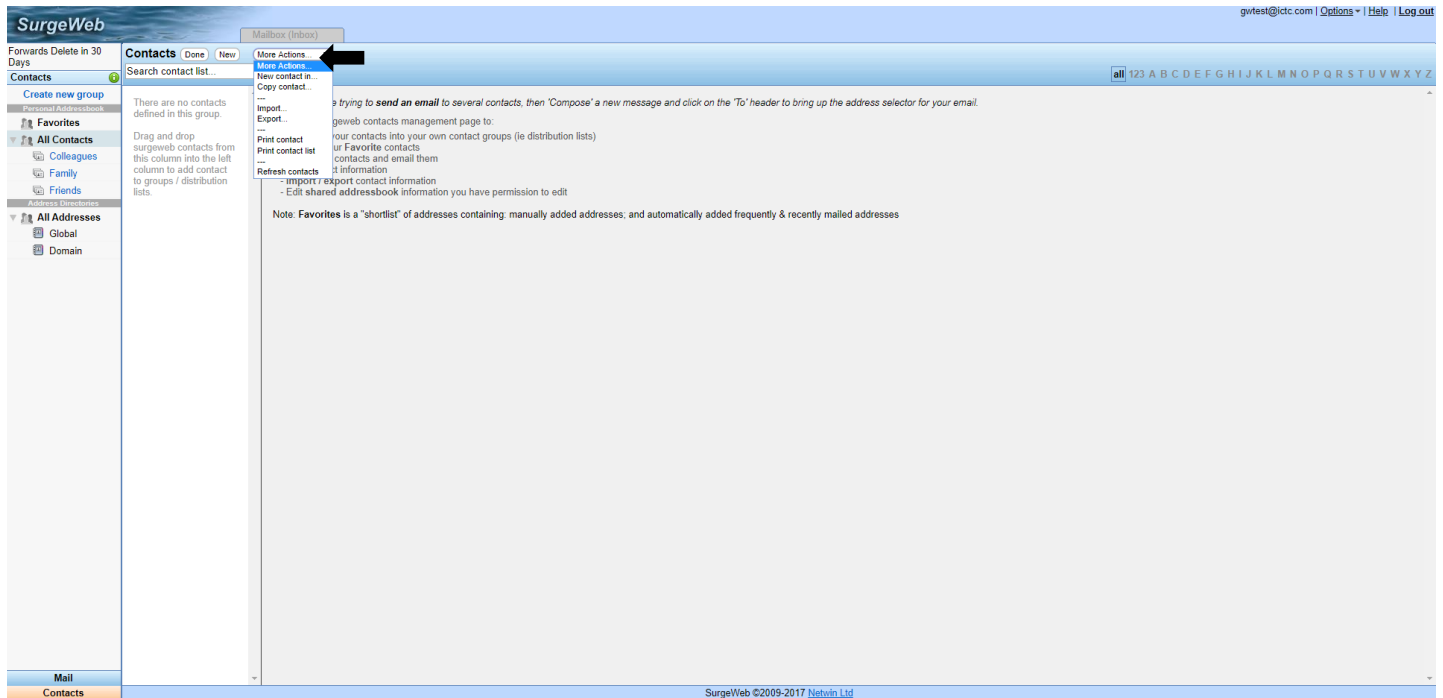 SurgeWeb
gwtest@ictc.com | Options | Help | Log out
Mailbox (Inbox)
Forwards Delete in 30
Days
Contacts
Create new group
Personal Addressbook
Favorites
All Contacts
Colleagues
Family
Friends
Address Directories
All Addresses
Global
Domain
Mail
Contacts
Contacts Done New More Actions...
Search contact list...
all 123 A B C D E F G H I J K L M N O P Q R S T U V W X Y Z
There are no contacts
defined in this group.
Drag and drop
surgeweb contacts from
this column into the left
column to add contact
to groups / distribution
lists.
More Actions...
New contact in...
Copy contact...
---
Import...
Export...
---
Print contact
Print contact list
---
Refresh contacts
trying to send an email to several contacts, then 'Compose' a new message and click on the 'To' header to bring up the address selector for your email.
contacts management page to:
your contacts into your own contact groups (ie distribution lists)
Favorite contacts
contacts and email them
information
- Import / export contact information
- Edit shared addressbook information you have permission to edit
Note: Favorites is a "shortlist" of addresses containing: manually added addresses; and automatically added frequently & recently mailed addresses
SurgeWeb ©2009-2017 Netwin Ltd